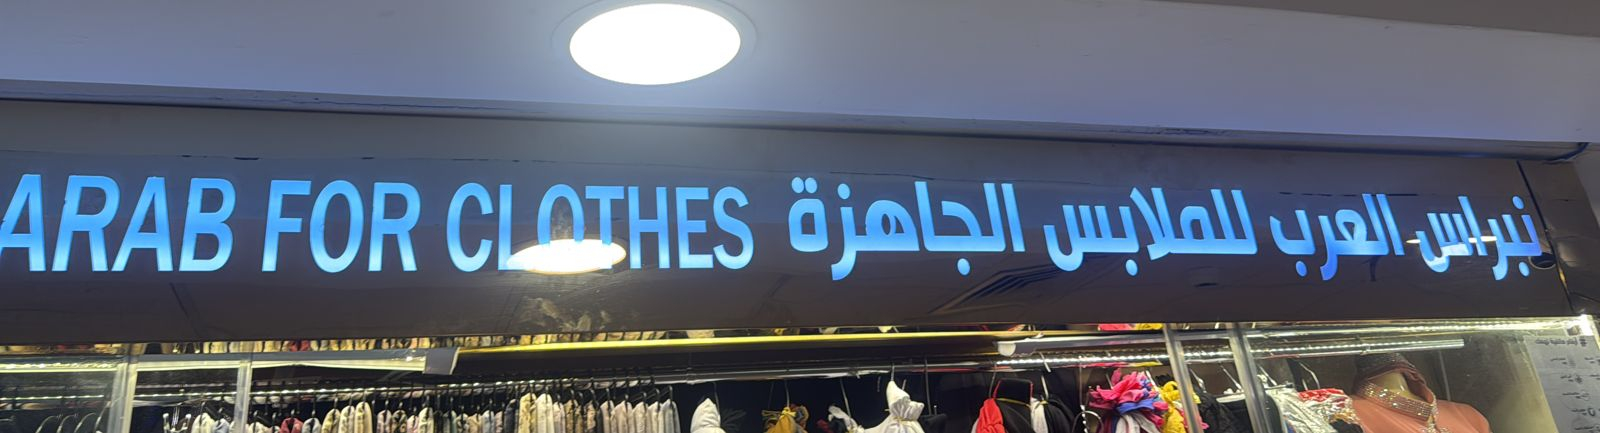 ARAB FOR CLOTHES نبراس العرب للملابس الجاهزة